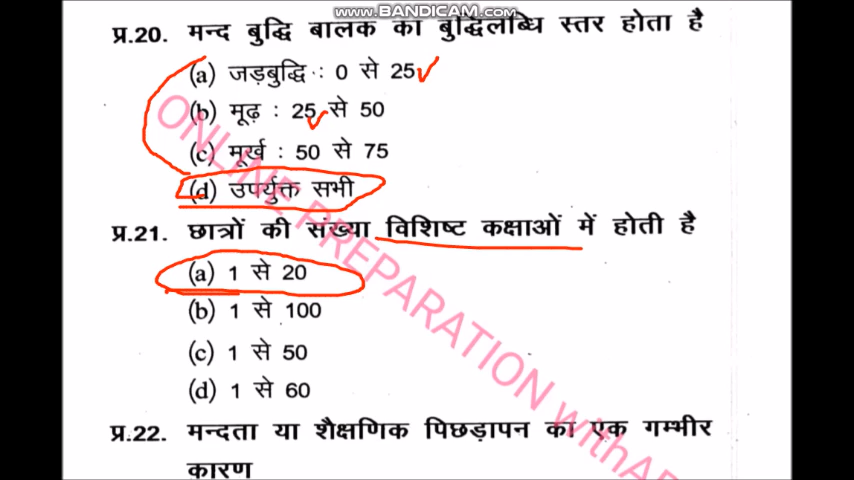 www.BANDICAM.com
प्र.20. मन्द बुद्धि बालक का बुद्धिलब्धि स्तर होता है
(a) जड़बुद्धि : 0 से 25
(b) मूढ़ : 25 से 50
(c) मूर्ख : 50 से 75
(d) उपर्युक्त सभी
प्र.21. छात्रों की संख्या विशिष्ट कक्षाओं में होती है
(a) 1 से 20
(b) 1 से 100
(c) 1 से 50
(d) 1 से 60
प्र.22. मन्दता या शैक्षणिक पिछड़ापन का एक गम्भीर
कारण
ONLINE PREPARATION withA